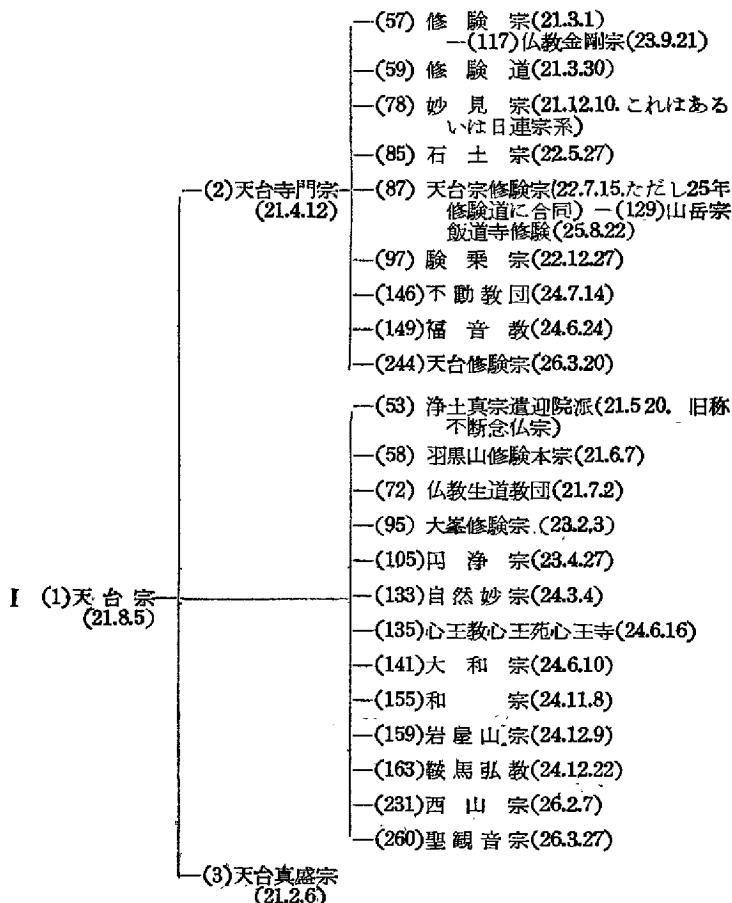 (57) 修験宗(21.3.1)
—(117)仏教金剛宗(23.9.21)
(59) 修験道(21.3.30)
(78) 妙見宗(21.12.10.これはある
いは日連宗系)
(85) 石土宗(22.5.27)
(2)天台寺門宗
(21.4.12)
(87) 天台宗修験宗(22.7.15.ただし25年
修験道に合同)—(129)山岳宗
飯道寺修験(25.8.22)
(97) 験乗宗(22.12.27)
(146)不動教団(24.7.14)
(149)福音教(24.6.24)
(244)天台修験宗(26.3.20)
(53) 浄土真宗遣迎院派(21.5 20. 旧称
不断念仏宗)
(58) 羽黒山修験本宗(21.6.7)
(72) 仏教生道教団(21.7.2)
(95) 大峯修験宗(23.2,3)
(105)円浄宗(23.4.27)
I (1)天台宗
(21.8.5)
(133)自然妙宗(24.3.4)
(135)心王教心王苑心王寺(24.6.16)
(141)大和宗(24.6.10)
(155)和宗(24.11.8)
(159)岩屋山宗(24.12.9)
(163)鞍馬弘教(24.12.22)
(231)西山宗(26.2.7)
(260)聖観音宗(26.3.27)
(3)天台真盛宗
(21.2.6)